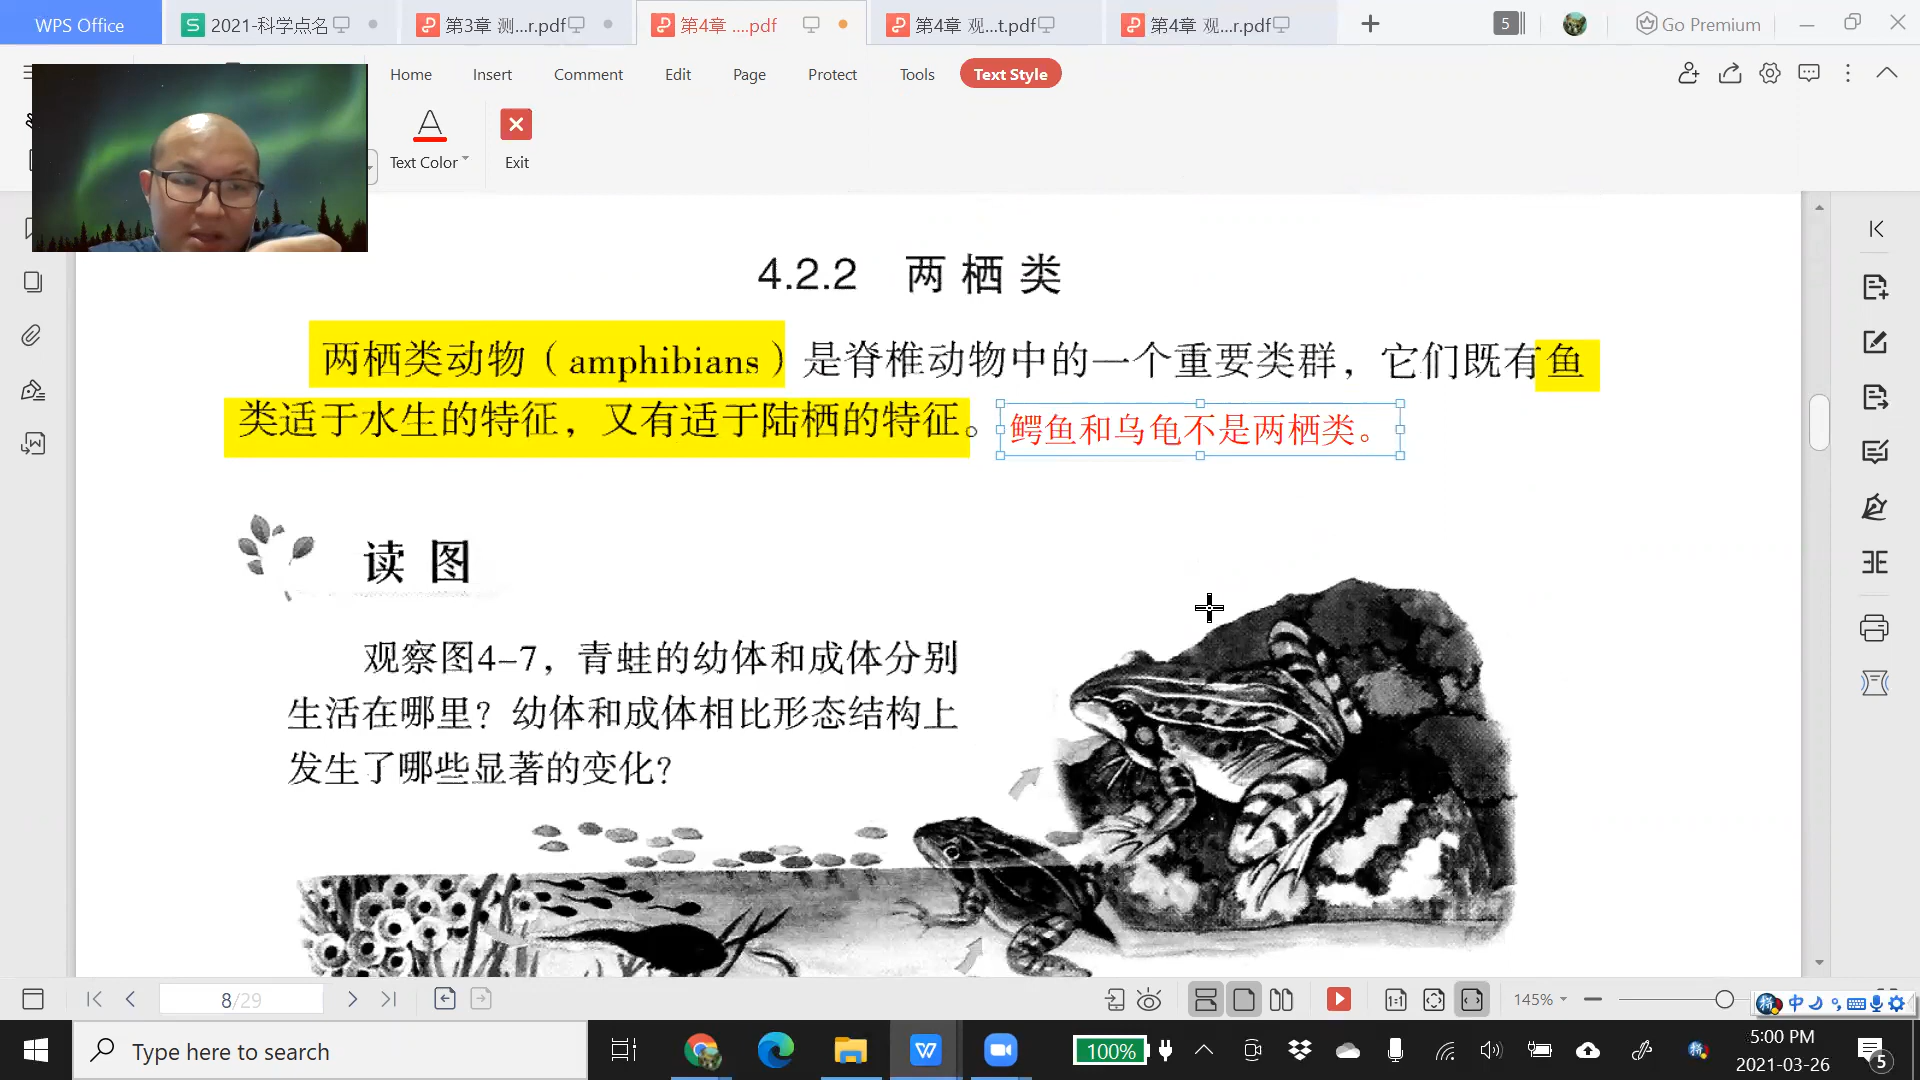 WPS Office
2021-科学点名
第3章 测...r.pdf
第4章 ....pdf
第4章 观...t.pdf
第4章 观...r.pdf
5
Go Premium
Home
Insert
Comment
Edit
Page
Protect
Tools
Text Style
Text Color
Exit
4.2.2 两栖类
两栖类动物（amphibians）是脊椎动物中的一个重要类群，它们既有鱼
类适于水生的特征，又有适于陆栖的特征。
鳄鱼和乌龟不是两栖类。
读图
观察图4-7，青蛙的幼体和成体分别
生活在哪里？幼体和成体相比形态结构上
发生了哪些显著的变化？
8/29
145%
中
Type here to search
100%
5:00 PM
2021-03-26
5